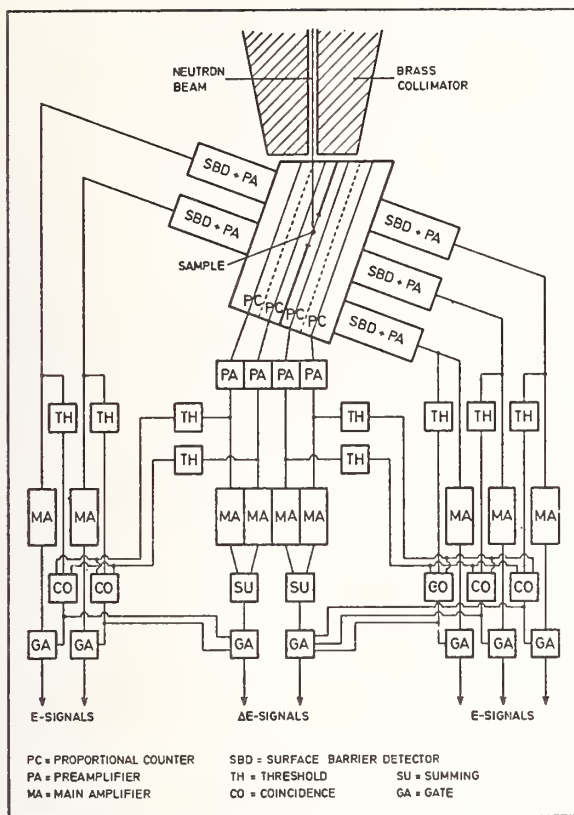 NEUTRON BEAM
BRASS COLLIMATOR
SBD + PA
SBD + PA
SBD + PA
SBD + PA
SBD + PA
SAMPLE
PC PC PC PC
PA PA PA PA
TH TH TH TH TH TH TH
TH TH
MA MA MA MA MA MA MA MA MA
CO CO SU SU CO CO CO
GA GA GA GA GA GA GA
E-SIGNALS ΔE-SIGNALS E-SIGNALS
PC = PROPORTIONAL COUNTER SBD = SURFACE BARRIER DETECTOR
PA = PREAMPLIFIER TH = THRESHOLD SU = SUMMING
MA = MAIN AMPLIFIER CO = COINCIDENCE GA = GATE